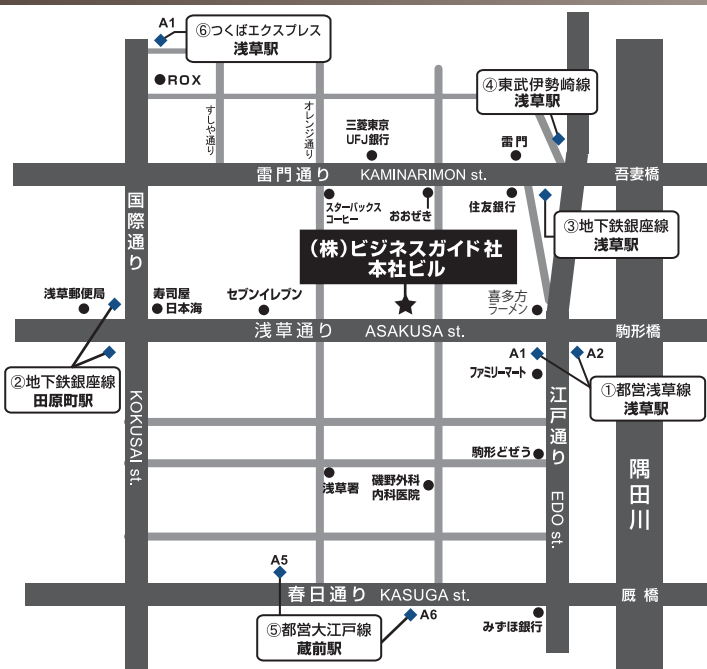 A1
⑥つくばエクスプレス
浅草駅
ROX
すしや通り
オレンジ通り
三菱東京
UFJ銀行
雷門
④東武伊勢崎線
浅草駅
雷門通り KAMINARIMON st.
吾妻橋
国際通り
スターバックス
コーヒー
おおぜき
住友銀行
③地下鉄銀座線
浅草駅
(株)ビジネスガイド社
本社ビル
浅草郵便局
寿司屋
日本海
セブンイレブン
喜多方
ラーメン
浅草通り ASAKUSA st.
駒形橋
②地下鉄銀座線
田原町駅
A1
A2
ファミリーマート
①都営浅草線
浅草駅
KOKUSAI st.
江戸通り EDO st.
駒形どぜう
浅草署
磯野外科
内科医院
隅田川
A5
春日通り KASUGA st.
厩橋
⑤都営大江戸線
蔵前駅
A6
みずほ銀行